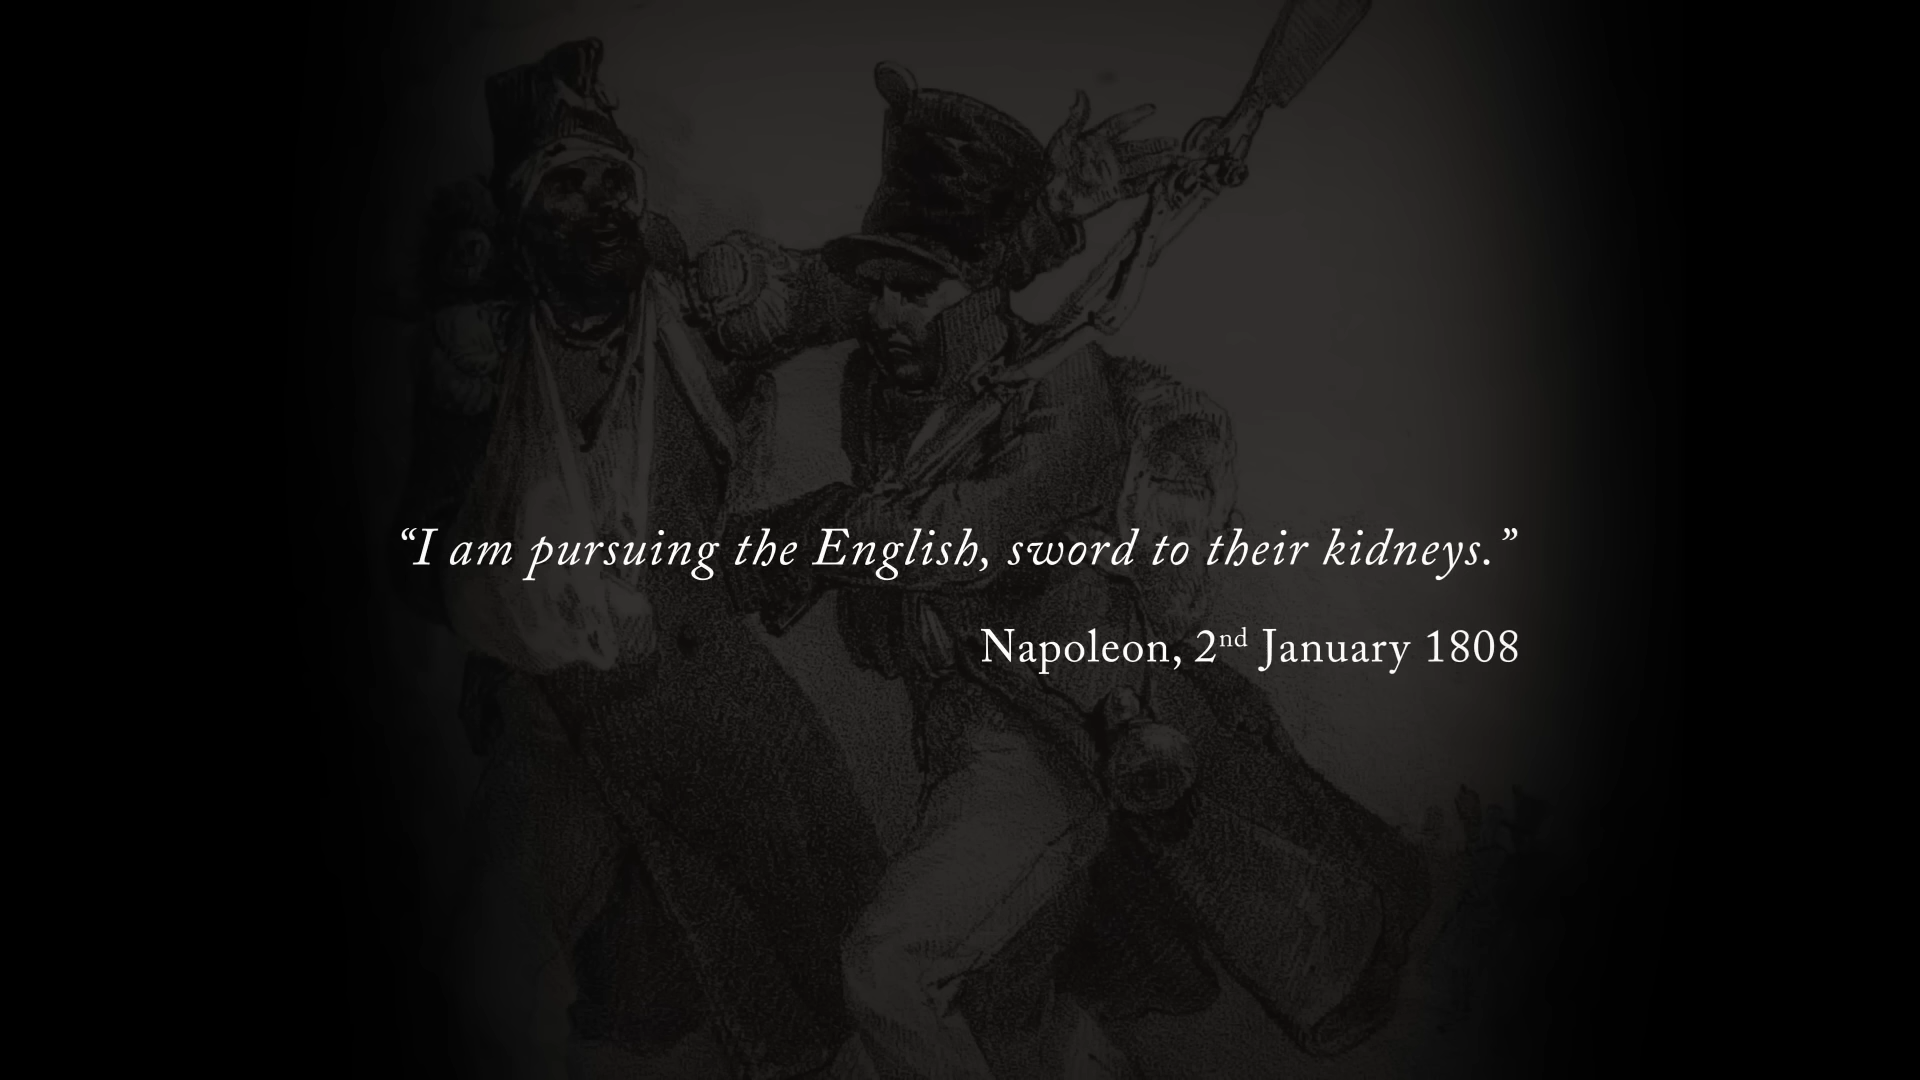 “I am pursuing the English, sword to their kidneys.”
Napoleon, 2nd January 1808